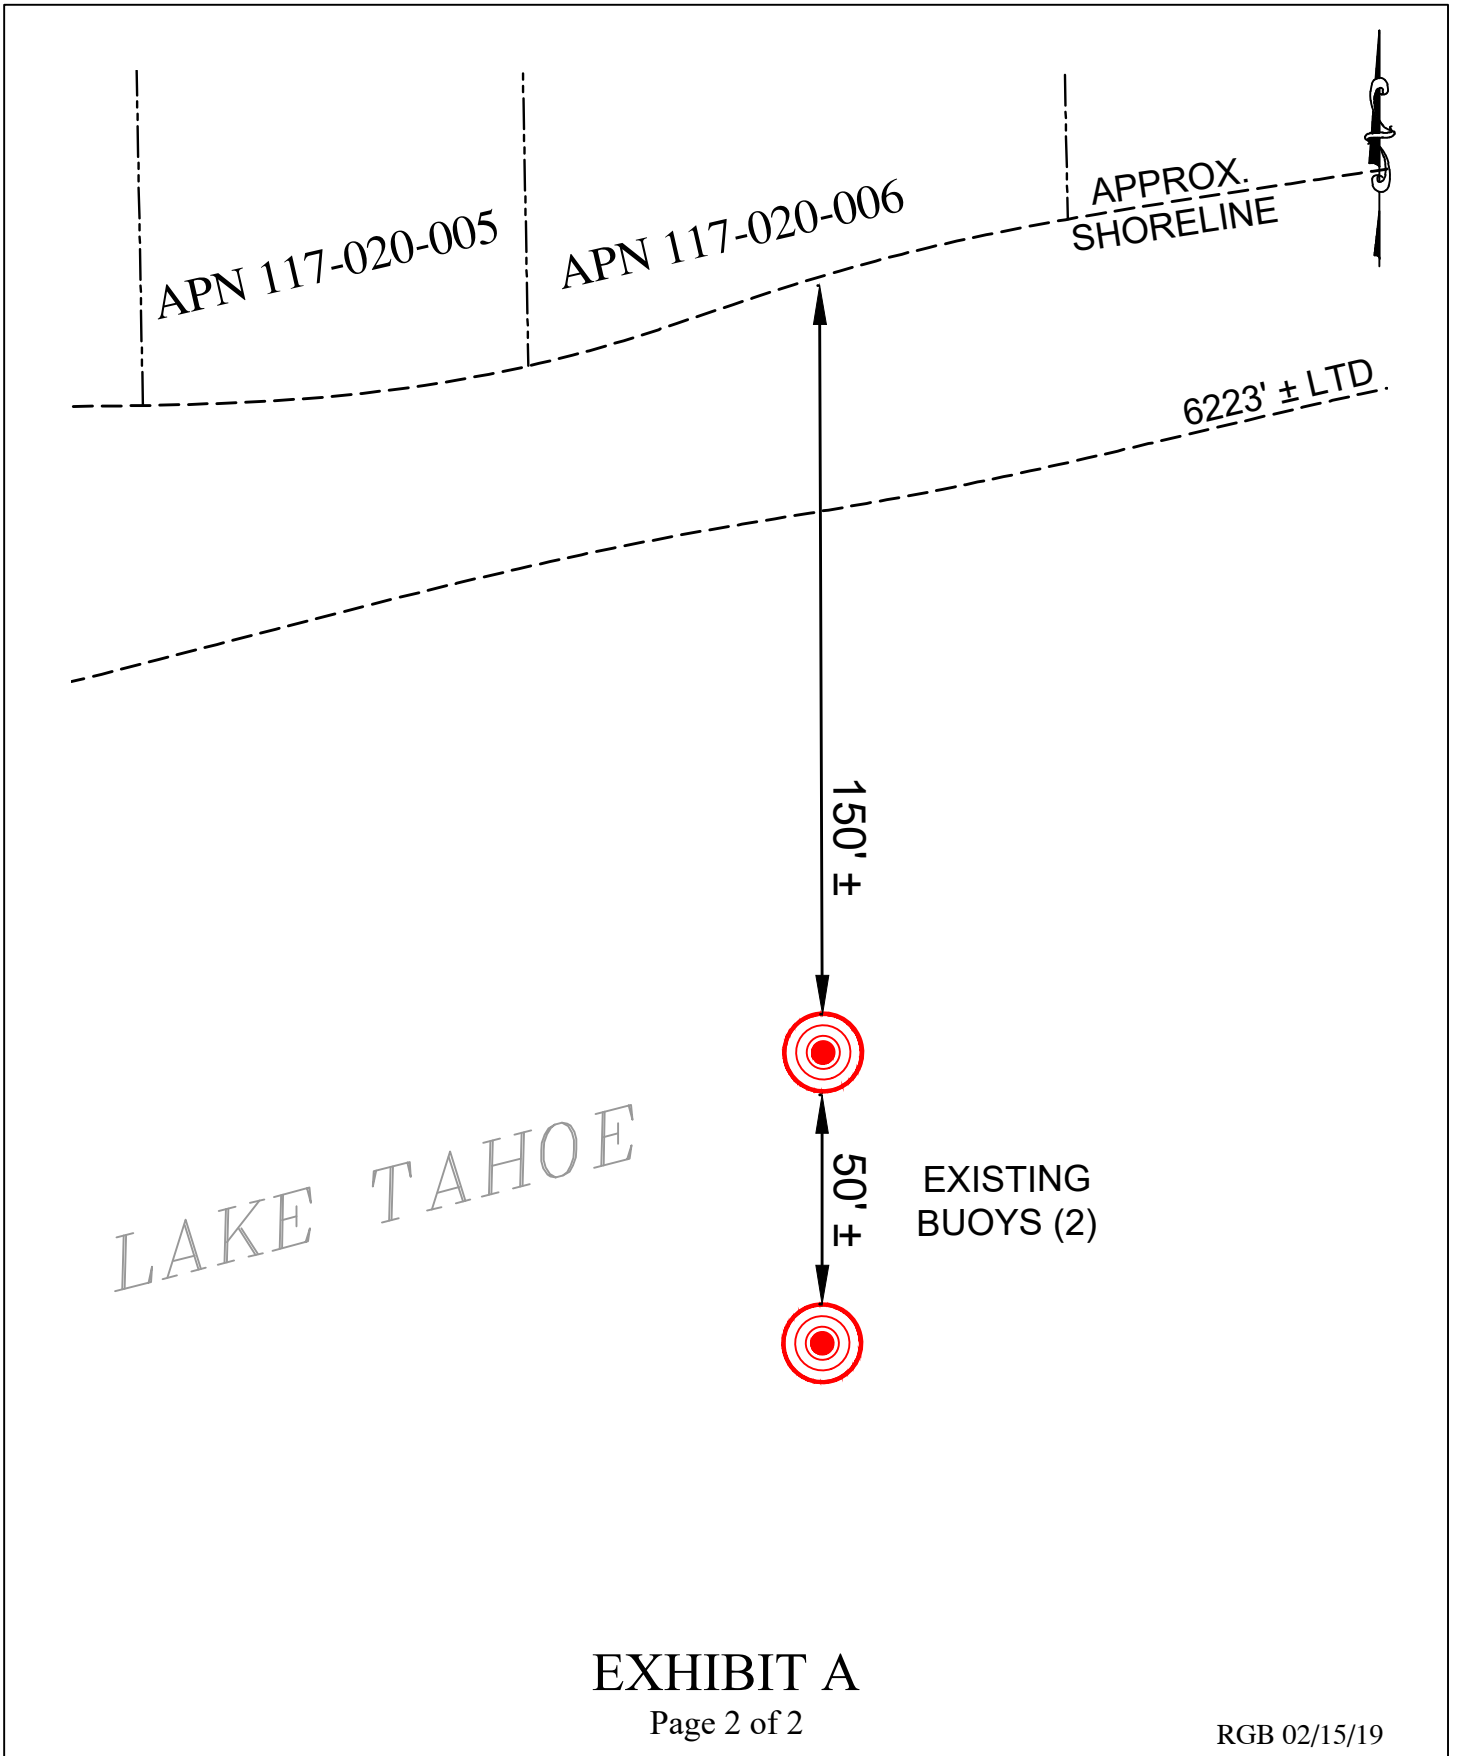 APN 117-020-005
APN 117-020-006
APPROX.
SHORELINE
6223' ± LTD
150' ±
LAKE TAHOE
50' ±
EXISTING
BUOYS (2)
EXHIBIT A
Page 2 of 2
RGB 02/15/19